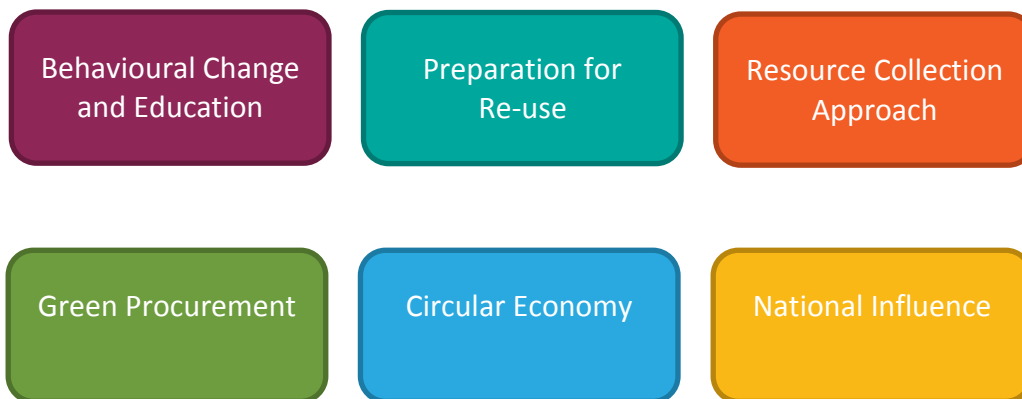 Behavioural Change
and Education
Preparation for
Re-use
Resource Collection
Approach
Green Procurement
Circular Economy
National Influence